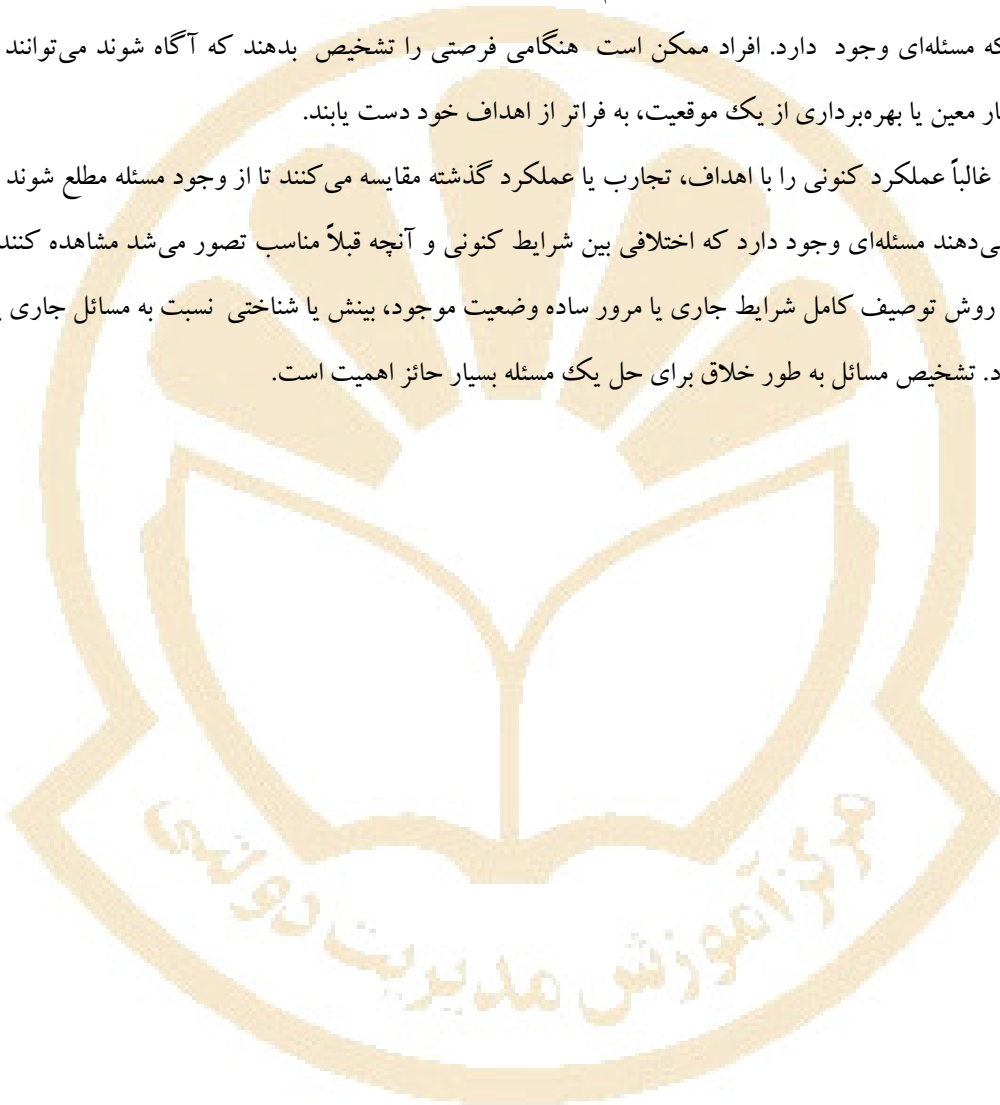 که مسئله‌ای وجود دارد. افراد ممکن است هنگامی فرصتی را تشخیص بدهند که آگاه شوند می‌توانند
ار معین یا بهره‌برداری از یک موقعیت، به فراتر از اهداف خود دست یابند.
غالباً عملکرد کنونی را با اهداف، تجارب یا عملکرد گذشته مقایسه می‌کنند تا از وجود مسئله مطلع شوند
ی‌دهند مسئله‌ای وجود دارد که اختلافی بین شرایط کنونی و آنچه قبلاً مناسب تصور می‌شد مشاهده کنند
روش توصیف کامل شرایط جاری یا مرور ساده وضعیت موجود، بینش یا شناختی نسبت به مسائل جاری
د. تشخیص مسائل به طور خلاق برای حل یک مسئله بسیار حائز اهمیت است.
مرکز آموزش مدیریت دولتی